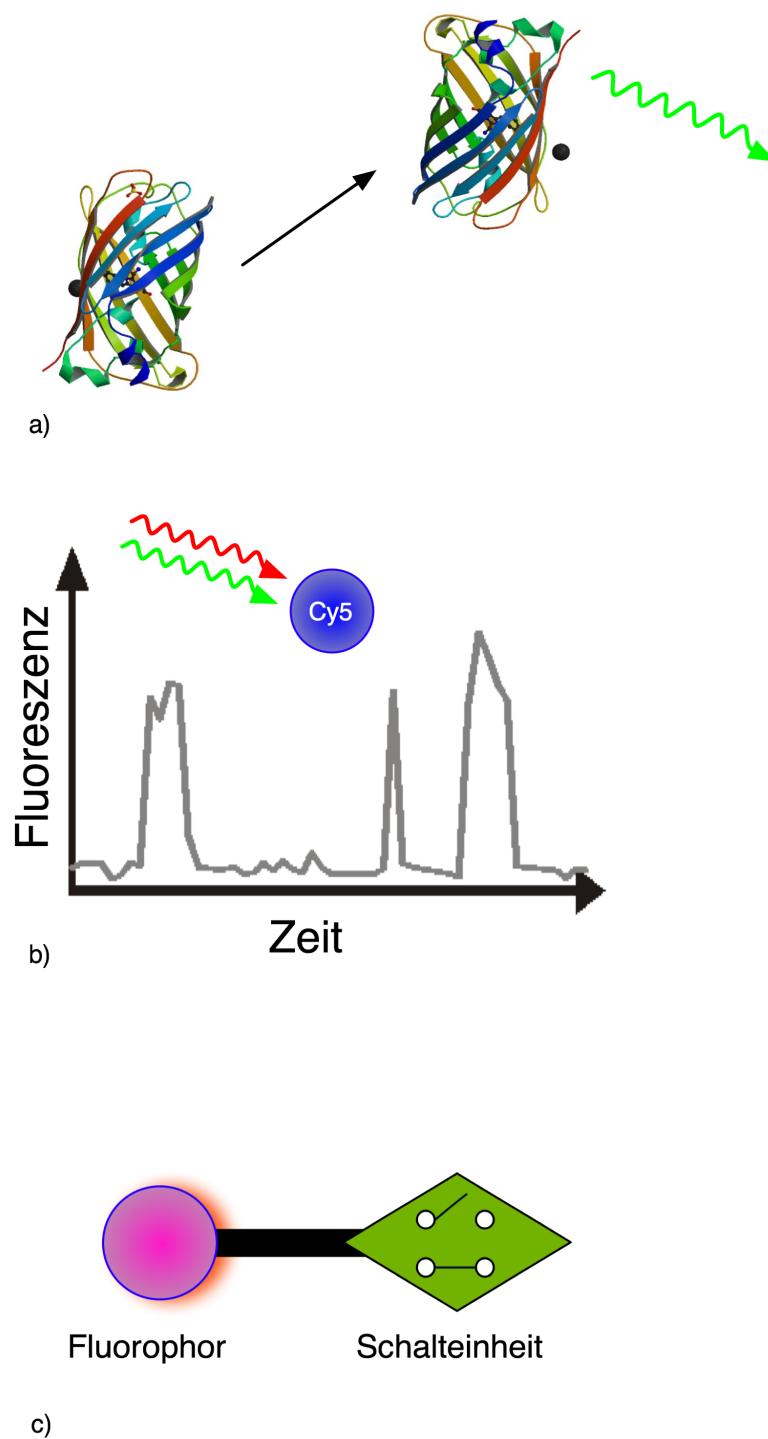 a)
Cy5
Fluoreszenz
Zeit
b)
Fluorophor
Schalteinheit
c)